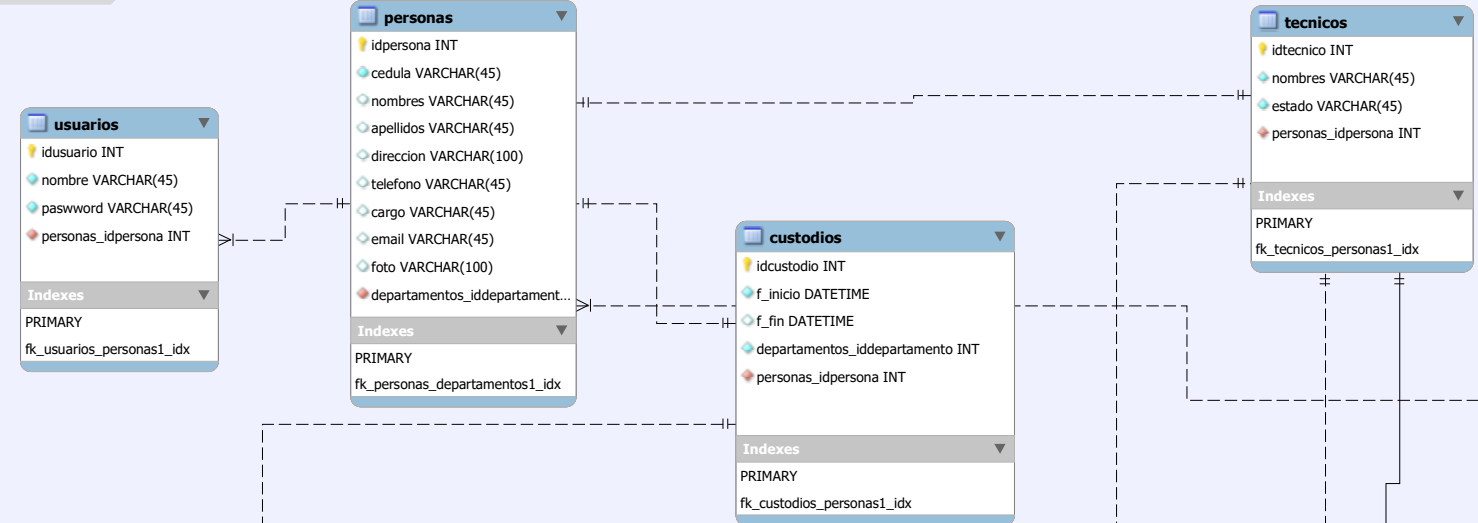 personas
idpersona INT
cedula VARCHAR(45)
nombres VARCHAR(45)
apellidos VARCHAR(45)
direccion VARCHAR(100)
telefono VARCHAR(45)
cargo VARCHAR(45)
email VARCHAR(45)
foto VARCHAR(100)
departamentos_iddepartament...
Indexes
PRIMARY
fk_personas_departamentos1_idx
usuarios
idusuario INT
nombre VARCHAR(45)
paswword VARCHAR(45)
personas_idpersona INT
Indexes
PRIMARY
fk_usuarios_personas1_idx
custodios
idcustodio INT
f_inicio DATETIME
f_fin DATETIME
departamentos_iddepartamento INT
personas_idpersona INT
Indexes
PRIMARY
fk_custodios_personas1_idx
tecnicos
idtecnico INT
nombres VARCHAR(45)
estado VARCHAR(45)
personas_idpersona INT
Indexes
PRIMARY
fk_tecnicos_personas1_idx